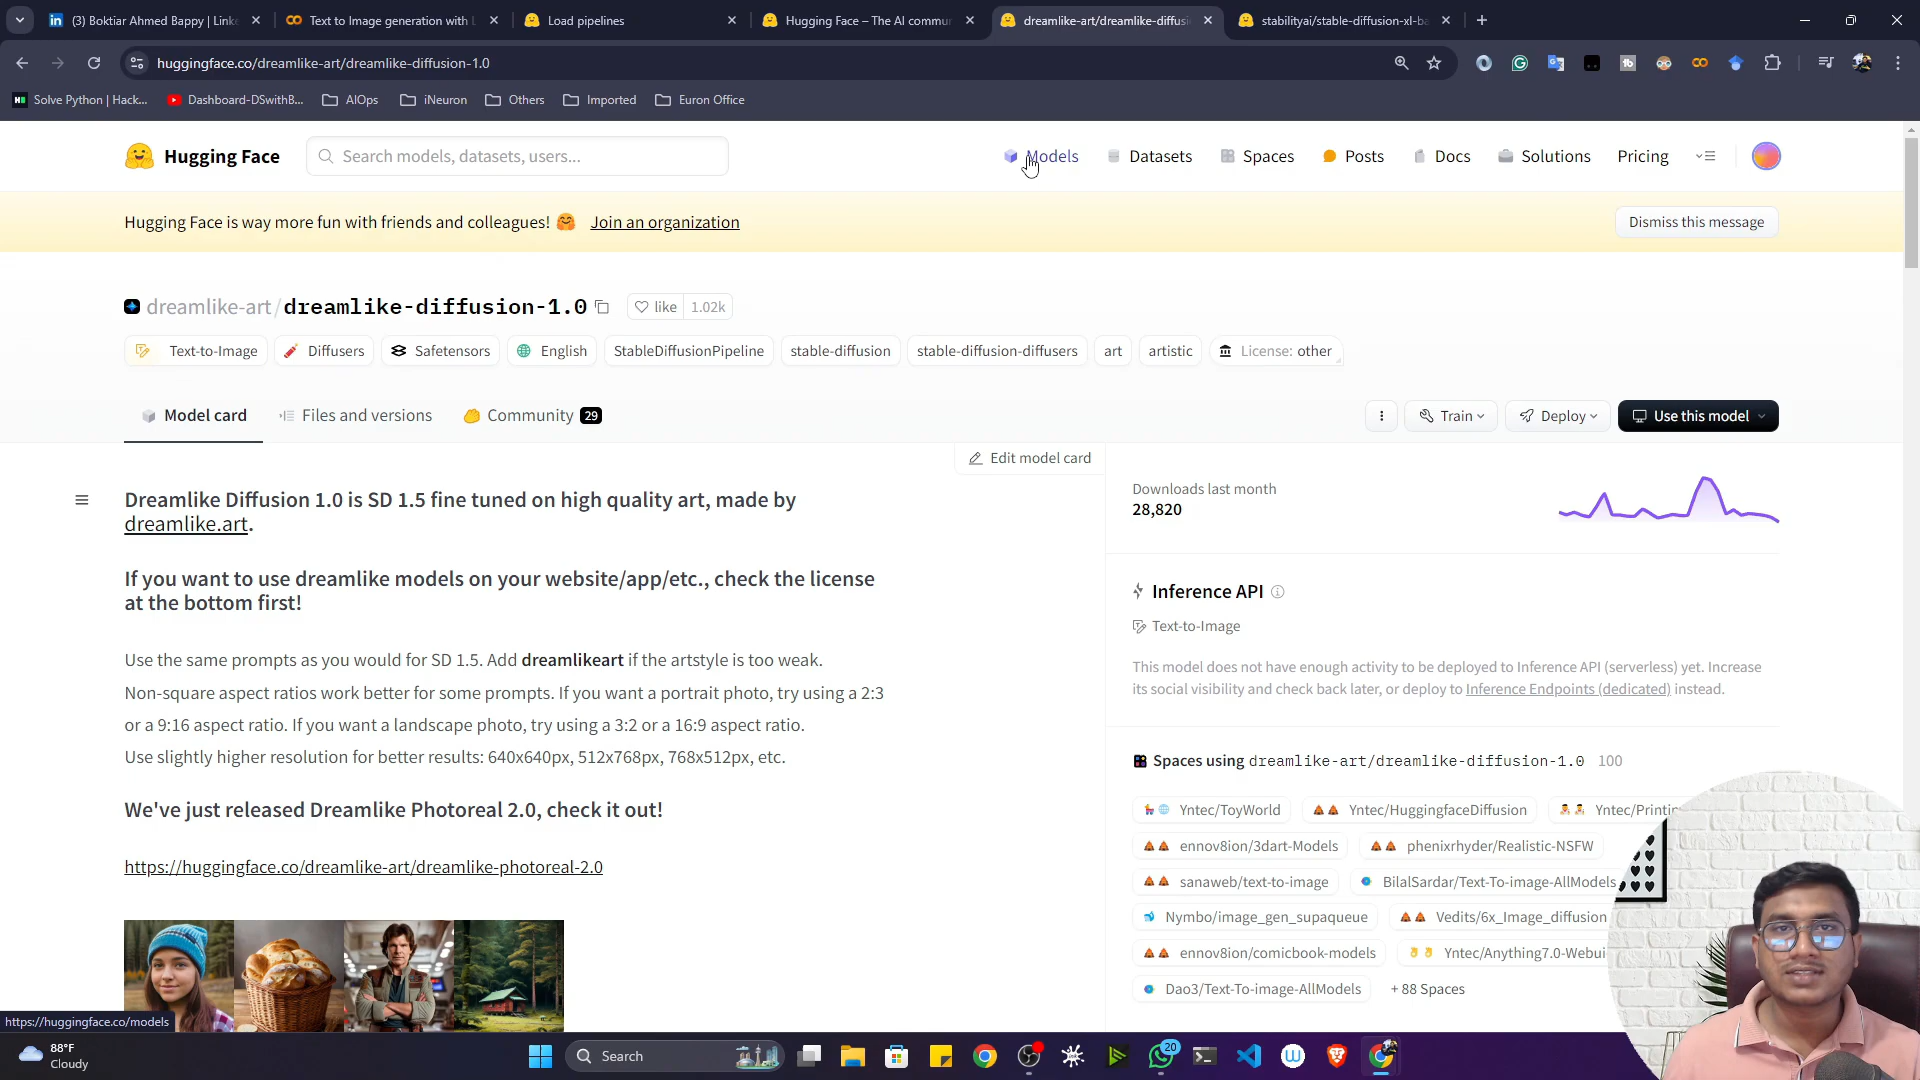 (3) Boktiar Ahmed Bappy | Linke
Text to Image generation with L
Load pipelines
Hugging Face – The AI commun
dreamlike-art/dreamlike-diffusi
stabilityai/stable-diffusion-xl-ba
huggingface.co/dreamlike-art/dreamlike-diffusion-1.0
Solve Python | Hack...
Dashboard-DSwithB...
AIOps
iNeuron
Others
Imported
Euron Office
Hugging Face
Search models, datasets, users...
Models
Datasets
Spaces
Posts
Docs
Solutions
Pricing
Hugging Face is way more fun with friends and colleagues! 🤗 Join an organization
Dismiss this message
dreamlike-art/dreamlike-diffusion-1.0
like 1.02k
Text-to-Image
Diffusers
Safetensors
English
StableDiffusionPipeline
stable-diffusion
stable-diffusion-diffusers
art
artistic
License: other
Model card
Files and versions
Community 29
Train
Deploy
Use this model
Edit model card
Dreamlike Diffusion 1.0 is SD 1.5 fine tuned on high quality art, made by
dreamlike.art.
If you want to use dreamlike models on your website/app/etc., check the license
at the bottom first!
Use the same prompts as you would for SD 1.5. Add dreamlikeart if the artstyle is too weak.
Non-square aspect ratios work better for some prompts. If you want a portrait photo, try using a 2:3
or a 9:16 aspect ratio. If you want a landscape photo, try using a 3:2 or a 16:9 aspect ratio.
Use slightly higher resolution for better results: 640x640px, 512x768px, 768x512px, etc.
We've just released Dreamlike Photoreal 2.0, check it out!
https://huggingface.co/dreamlike-art/dreamlike-photoreal-2.0
Downloads last month
28,820
Inference API
Text-to-Image
This model does not have enough activity to be deployed to Inference API (serverless) yet. Increase
its social visibility and check back later, or deploy to Inference Endpoints (dedicated) instead.
Spaces using dreamlike-art/dreamlike-diffusion-1.0 100
Yntec/ToyWorld
Yntec/HuggingfaceDiffusion
Yntec/Printin
ennov8ion/3dart-Models
phenixrhyder/Realistic-NSFW
sanaweb/text-to-image
BilalSardar/Text-To-image-AllModels
Nymbo/image_gen_supaqueue
Vedits/6x_Image_diffusion
ennov8ion/comicbook-models
Yntec/Anything7.0-Webui
Dao3/Text-To-image-AllModels
+ 88 Spaces
https://huggingface.co/models
88°F
Cloudy
Search
20